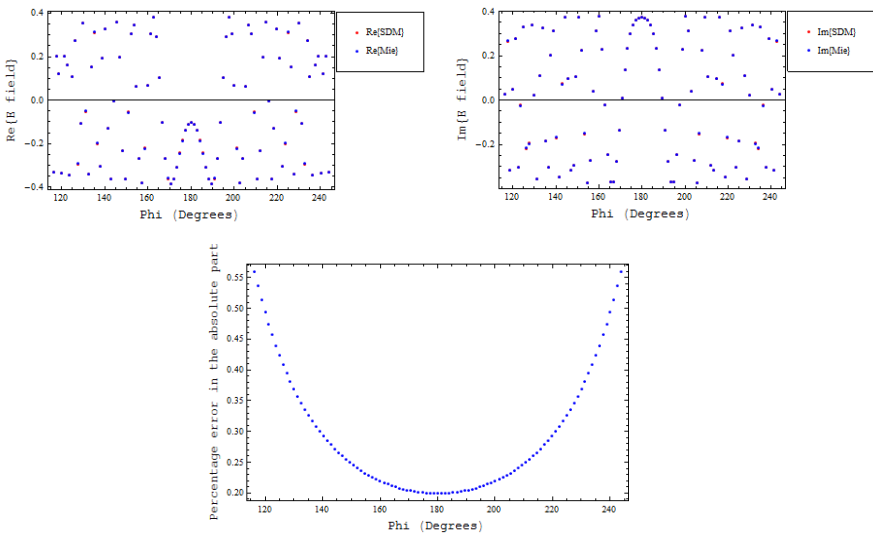 0.4
0.2
0.0
-0.2
-0.4
Re{E field}
120 140 160 180 200 220 240
Phi (Degrees)
Re{SDM}
Re{Mie}
0.4
0.2
0.0
-0.2
Im{E field}
120 140 160 180 200 220 240
Phi (Degrees)
Im{SDM}
Im{Mie}
Percentage error in the absolute part
0.55
0.50
0.45
0.40
0.35
0.30
0.25
0.20
120 140 160 180 200 220 240
Phi (Degrees)